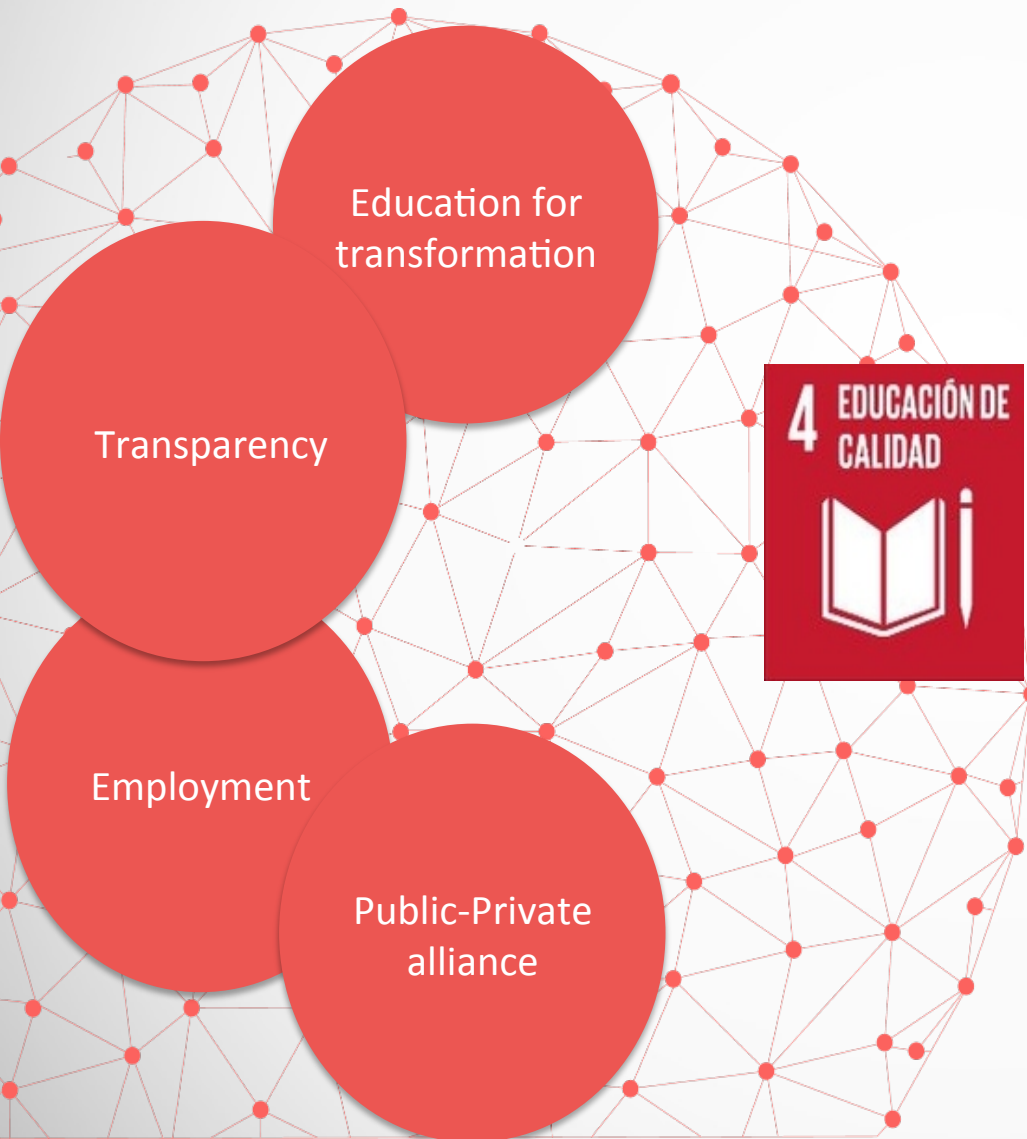 Education for
transformation
Transparency
4 EDUCACIÓN DE
CALIDAD
Employment
Public-Private
alliance